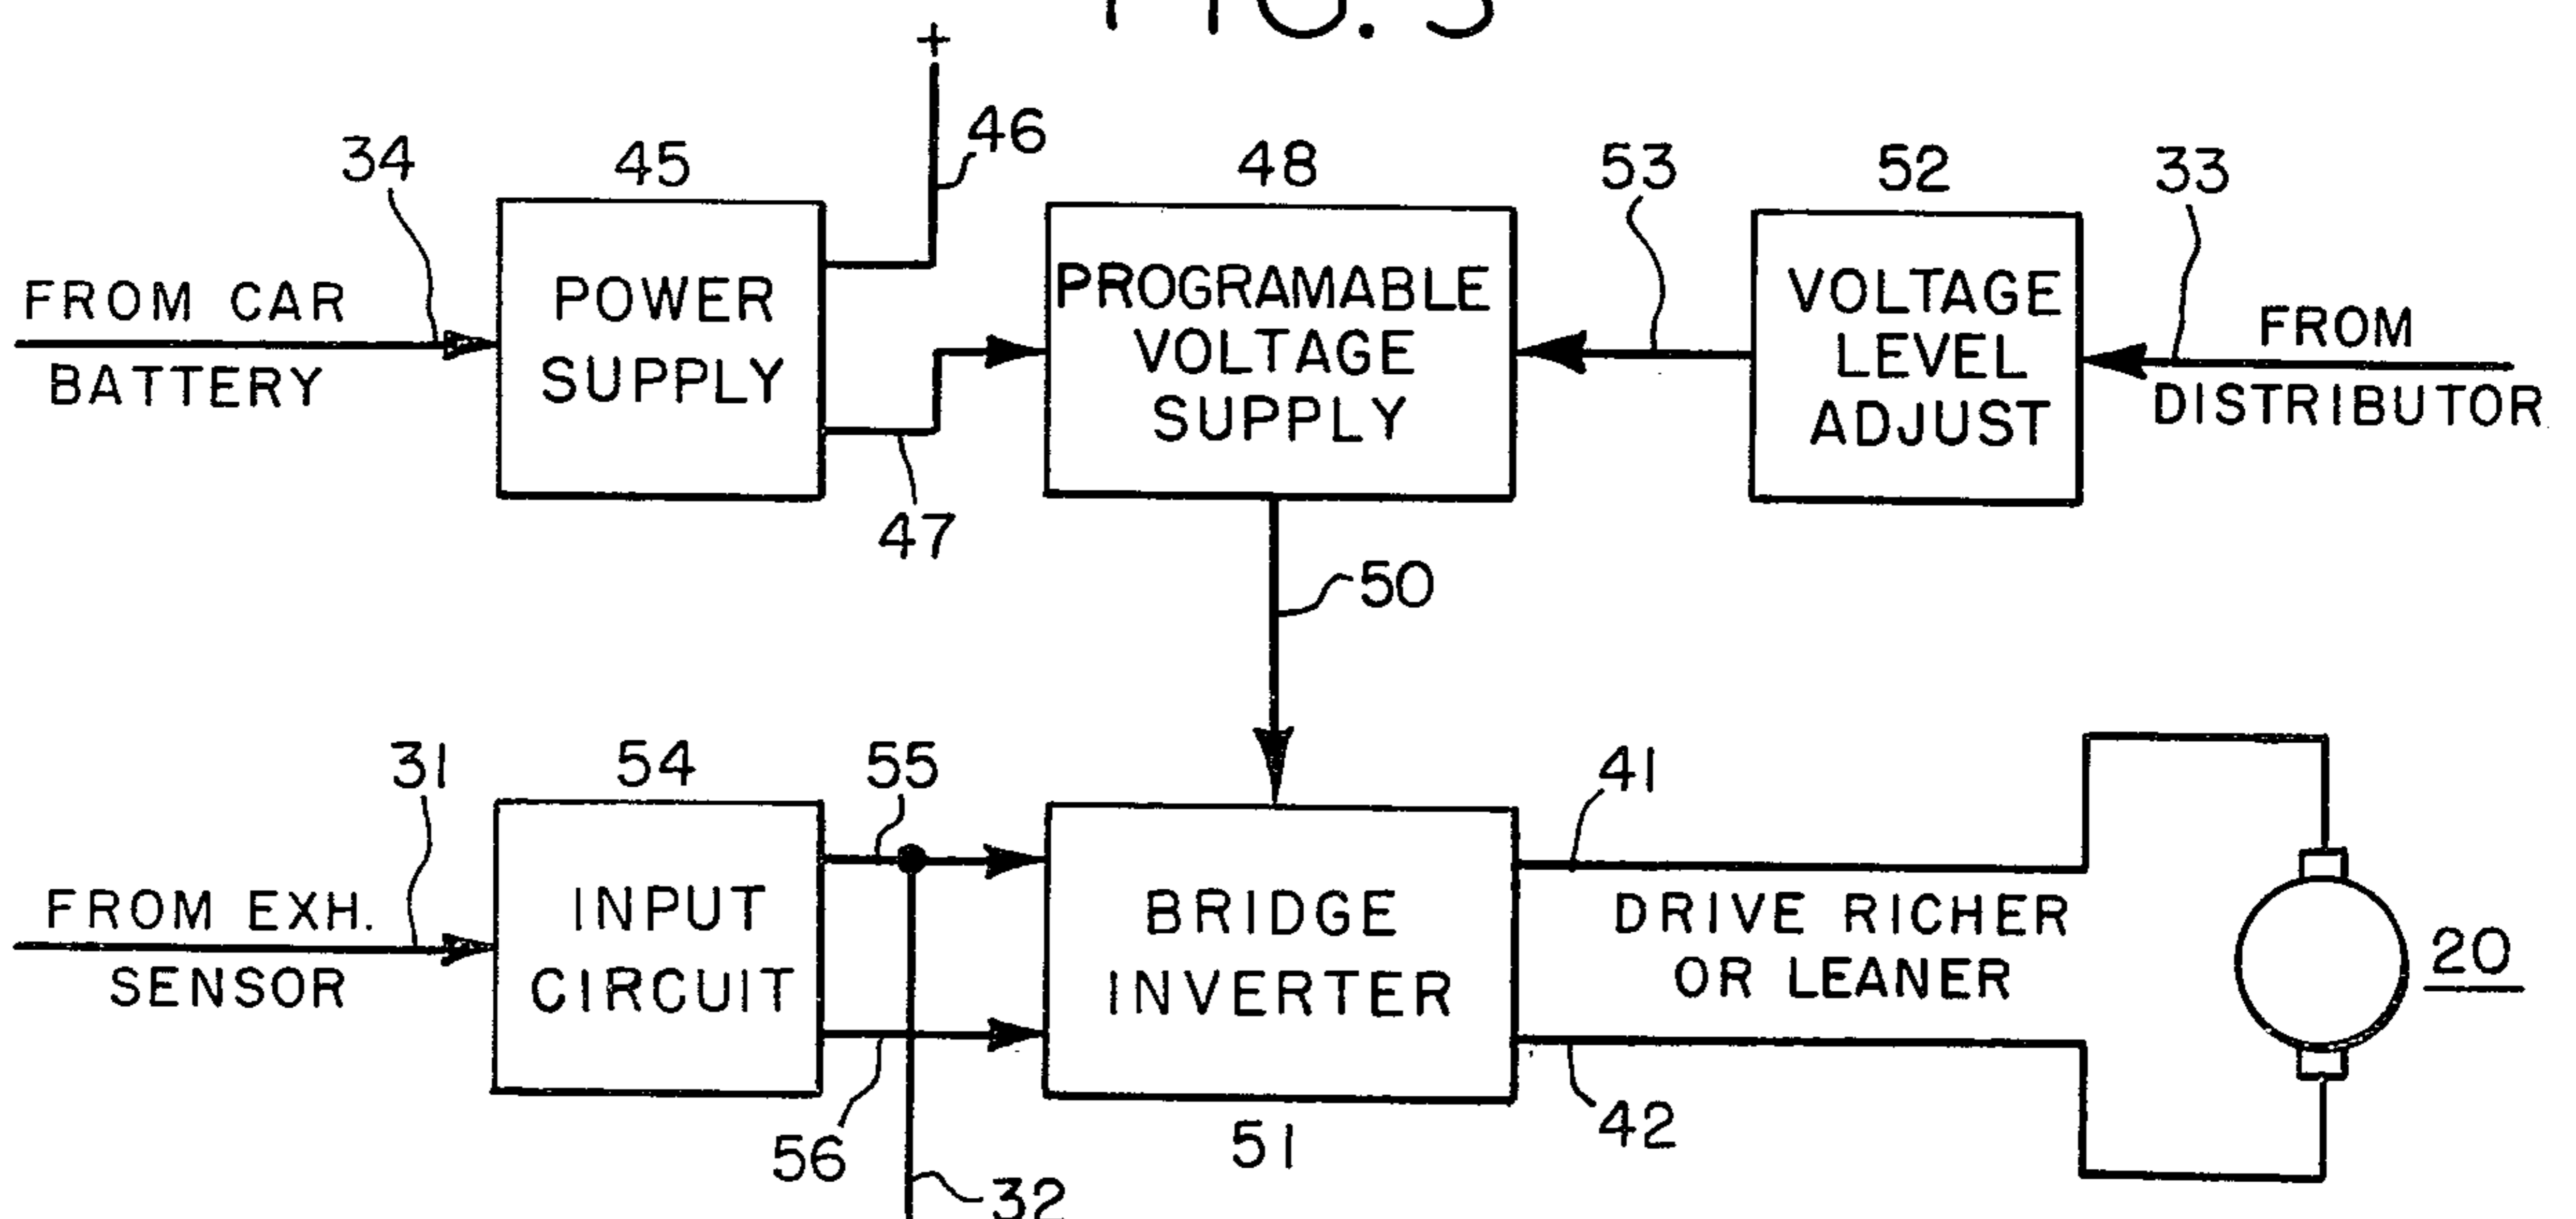 FIG. 3
+
46
34
45
48
53
52
33
FROM CAR
BATTERY
POWER
SUPPLY
PROGRAMABLE
VOLTAGE
SUPPLY
VOLTAGE
LEVEL
ADJUST
FROM
DISTRIBUTOR
47
50
31
54
55
41
FROM EXH.
SENSOR
INPUT
CIRCUIT
BRIDGE
INVERTER
DRIVE RICHER
OR LEANER
20
56
51
42
32